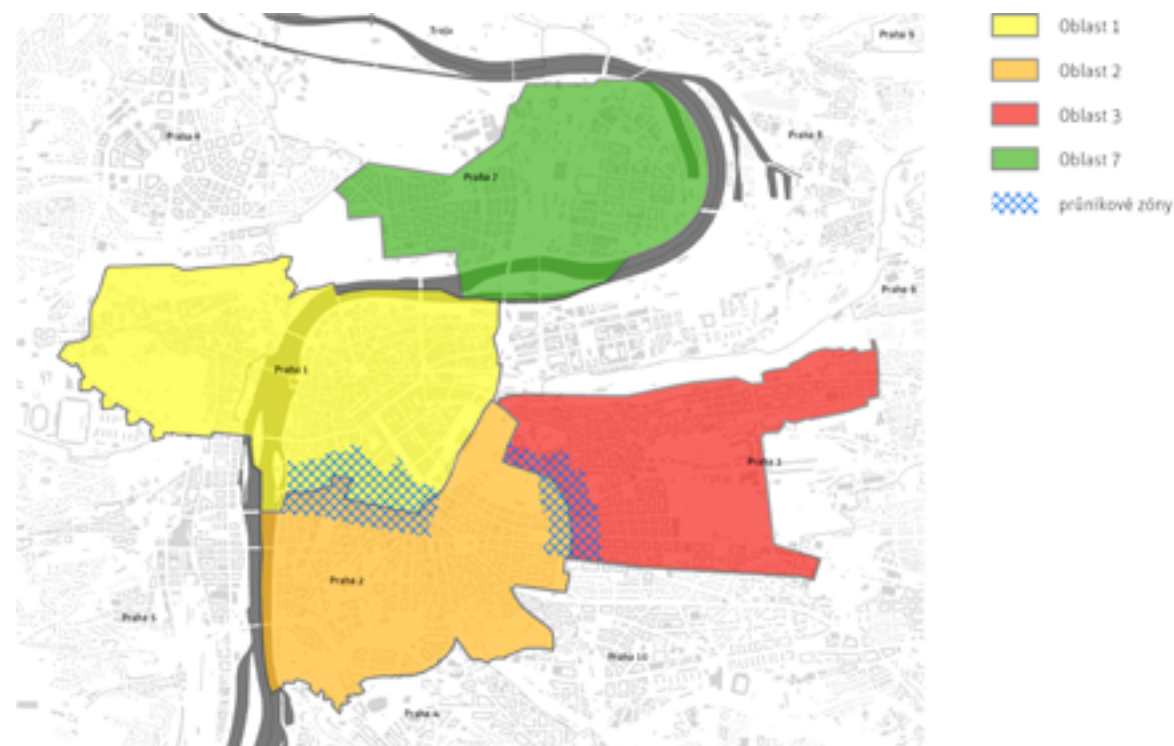 Oblast 1
Oblast 2
Oblast 3
Oblast 7
průnikové zóny
Troja
Praha 9
Praha 8
Praha 7
Praha 1
Praha 3
Praha 2
Praha 5
Praha 10
Praha 4